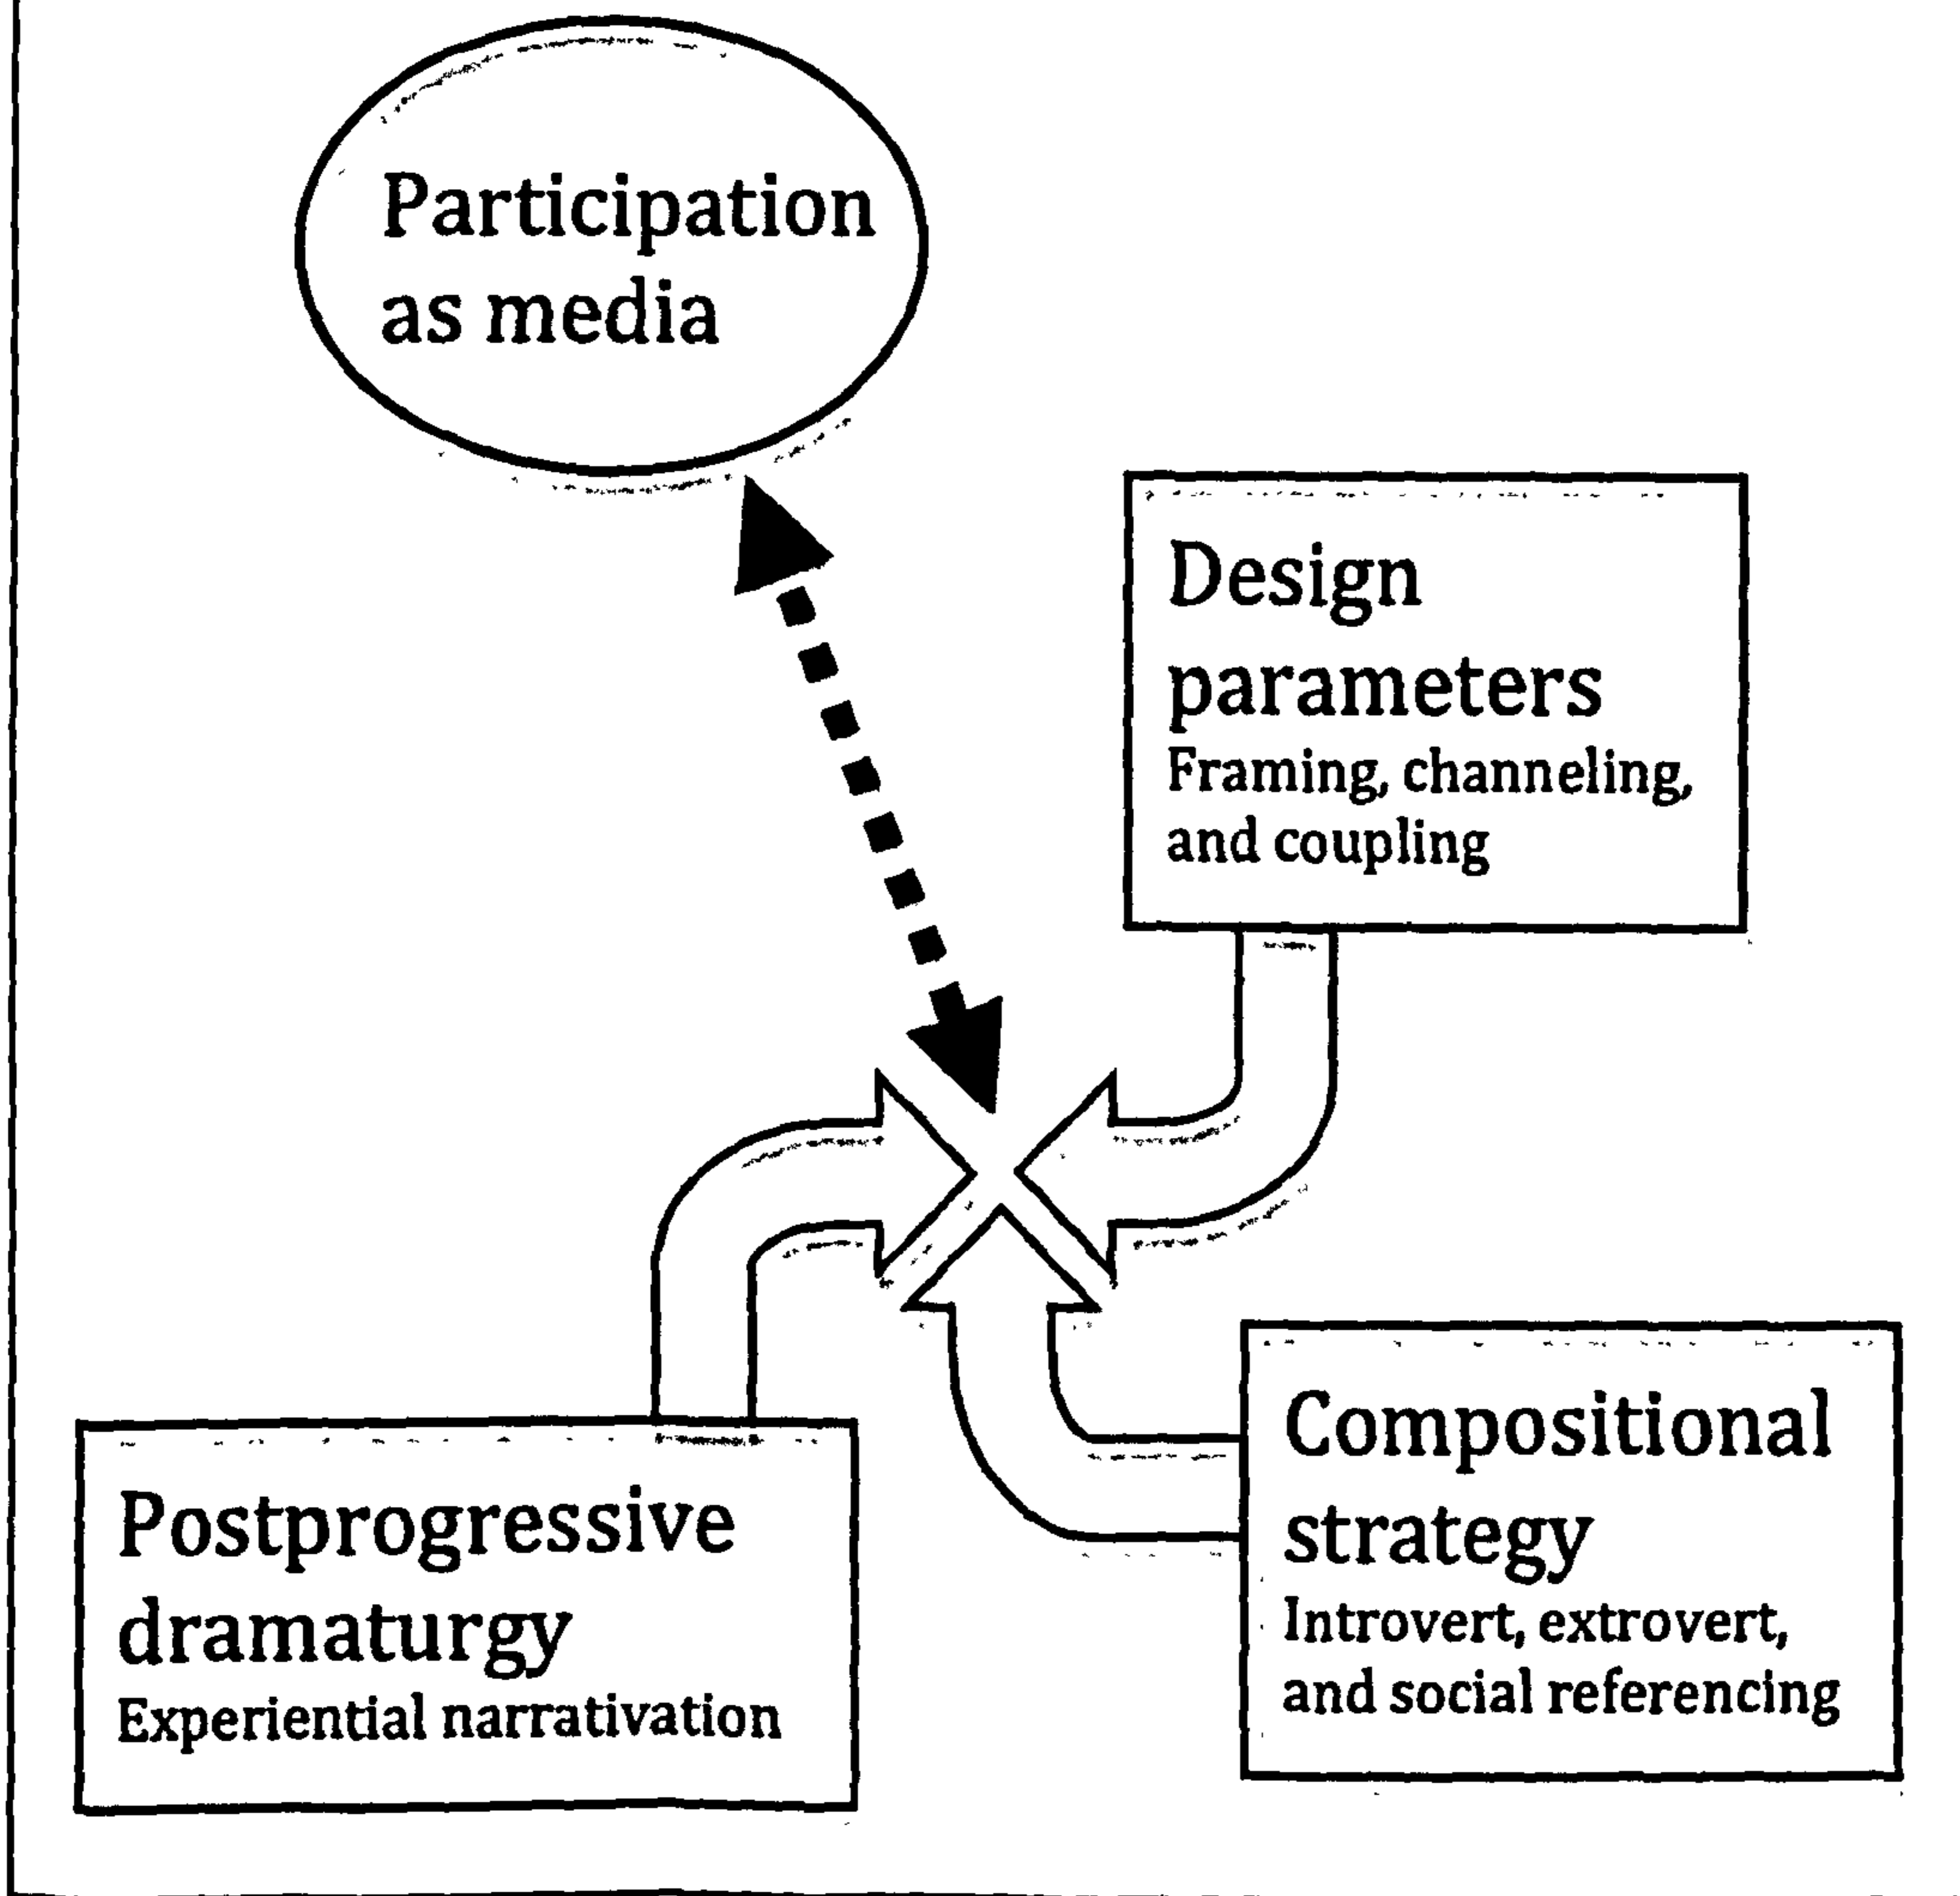 Participation
as media
Design
parameters
Framing, channeling,
and coupling
Compositional
strategy
Introvert, extrovert,
and social referencing
Postprogressive
dramaturgy
Experiential narrativation